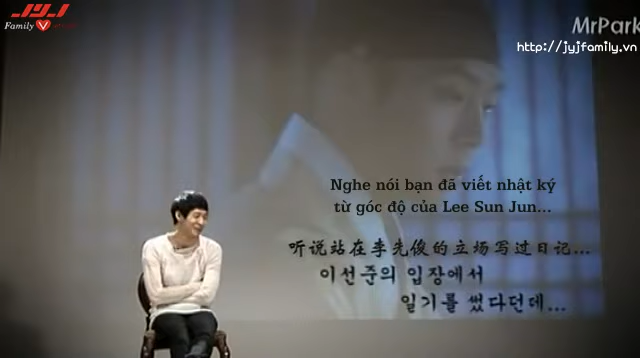 JYJ
Family V
MrPark
http://jyjfamily.vn
Nghe nói bạn đã viết nhật ký
từ góc độ của Lee Sun Jun...
听说站在李先俊的立场写过日记...
이선준의 입장에서
일기를 썼다던데...